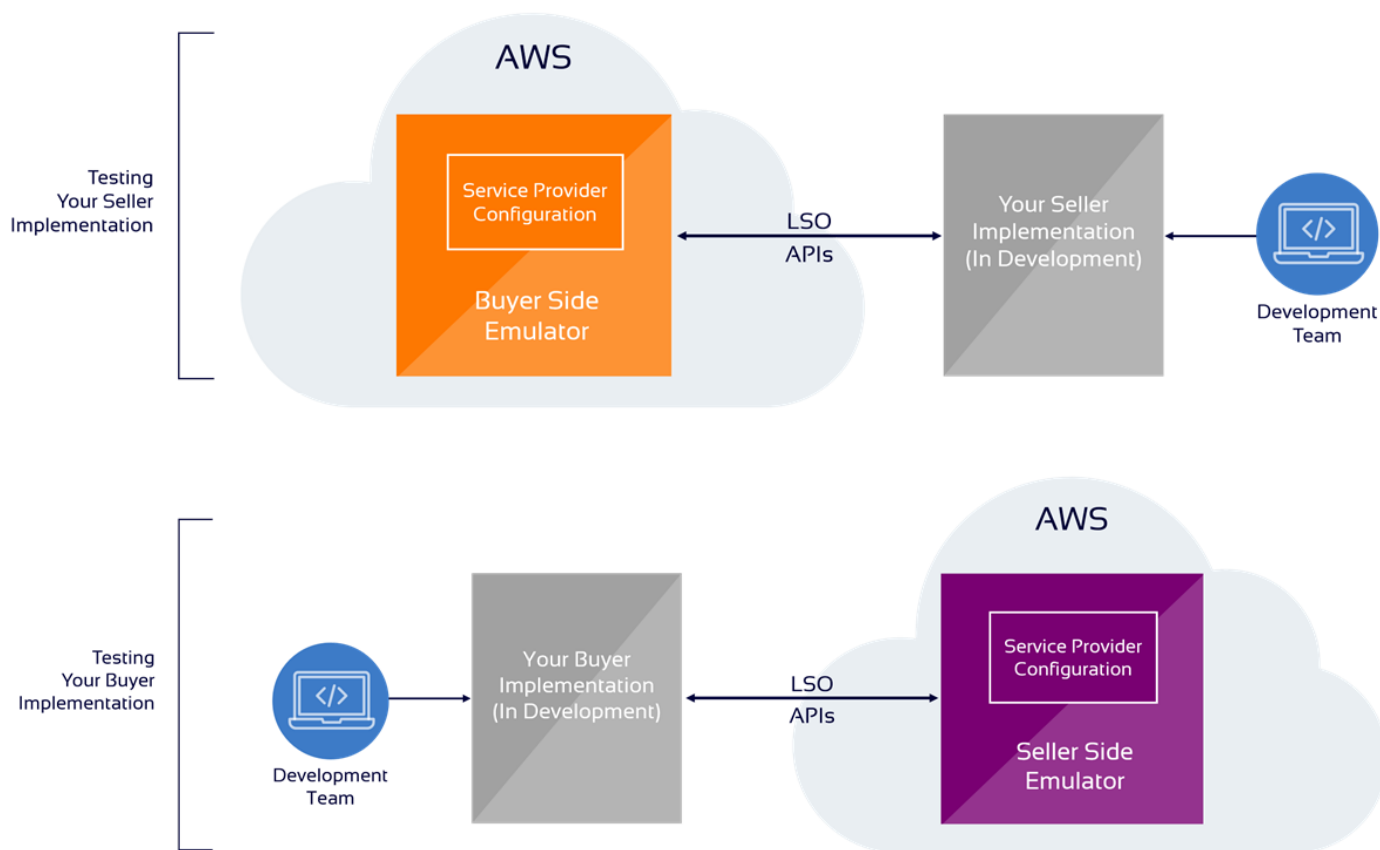 AWS
Testing
Your Seller
Implementation
Service Provider
Configuration
Buyer Side
Emulator
LSO
APIs
Your Seller
Implementation
(In Development)
</>
Development
Team
AWS
Testing
Your Buyer
Implementation
</>
Development
Team
Your Buyer
Implementation
(In Development)
LSO
APIs
Service Provider
Configuration
Seller Side
Emulator